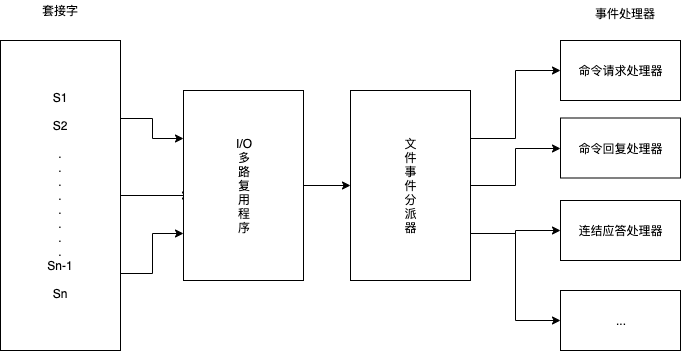 套接字
事件处理器
S1
S2
.
.
.
.
.
.
.
.
Sn-1
Sn
I/O
多
路
复
用
程
序
文
件
事
件
分
派
器
命令请求处理器
命令回复处理器
连结应答处理器
...